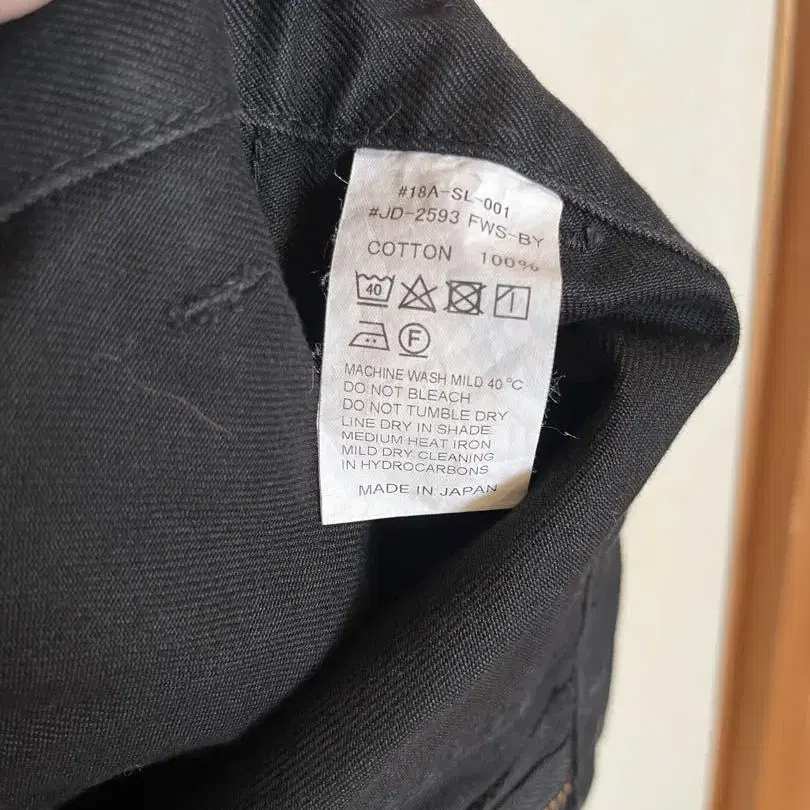 #18A-SL-001
#JD-2593 FWS-BY
COTTON 100%
40
F
MACHINE WASH MILD 40 °C
DO NOT BLEACH
DO NOT TUMBLE DRY
LINE DRY IN SHADE
MEDIUM HEAT IRON
MILD DRY CLEANING
IN HYDROCARBONS
MADE IN JAPAN